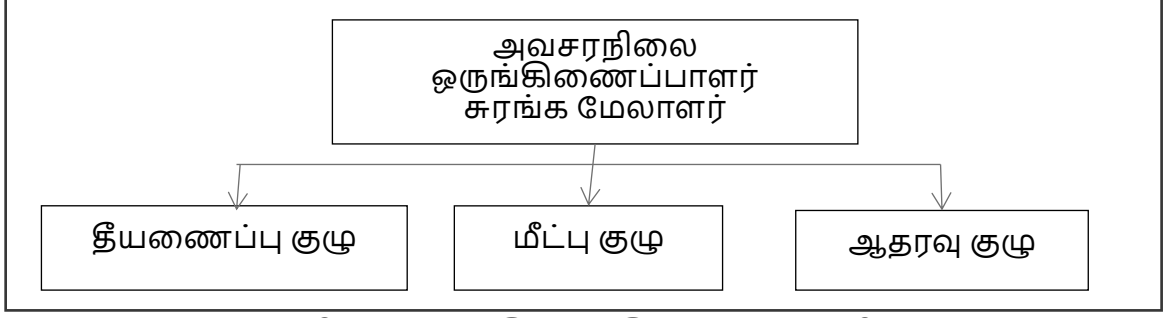 அவசரநிலை
ஒருங்கிணைப்பாளர்
சுரங்க மேலாளர்
தீயணைப்பு குழு
மீட்பு குழு
ஆதரவு குழு